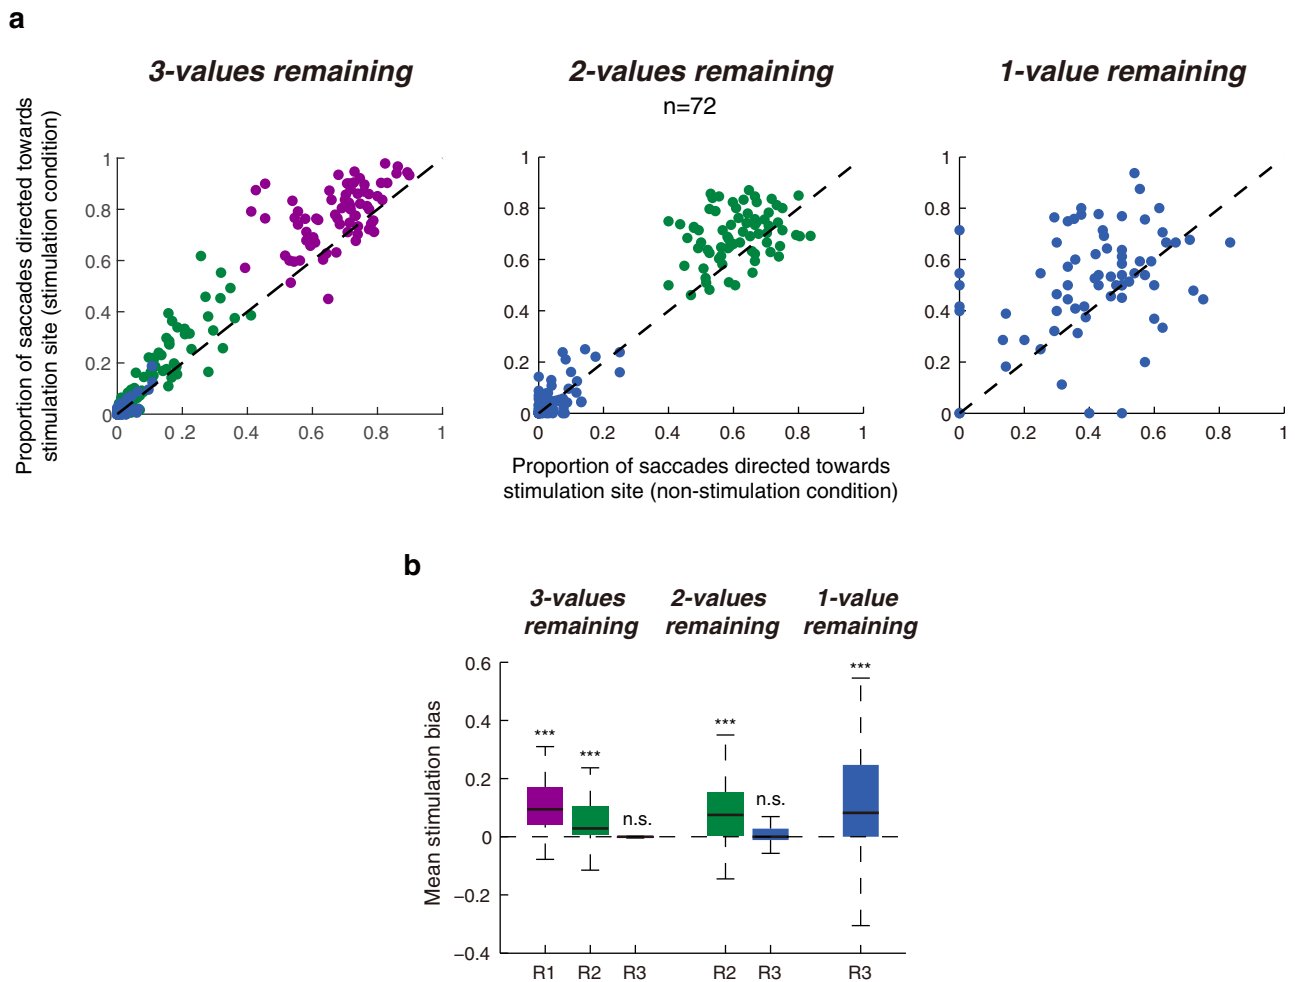 a
3-values remaining
2-values remaining
1-value remaining
n=72
Proportion of saccades directed towards
stimulation site (stimulation condition)
1
0.8
0.6
0.4
0.2
0
0 0.2 0.4 0.6 0.8 1
1
0.8
0.6
0.4
0.2
0
0 0.2 0.4 0.6 0.8 1
1
0.8
0.6
0.4
0.2
0
0 0.2 0.4 0.6 0.8 1
Proportion of saccades directed towards
stimulation site (non-stimulation condition)
b
3-values
remaining
2-values
remaining
1-value
remaining
Mean stimulation bias
0.6
0.4
0.2
0
−0.2
−0.4
***
***
n.s.
***
n.s.
***
R1 R2 R3 R2 R3 R3